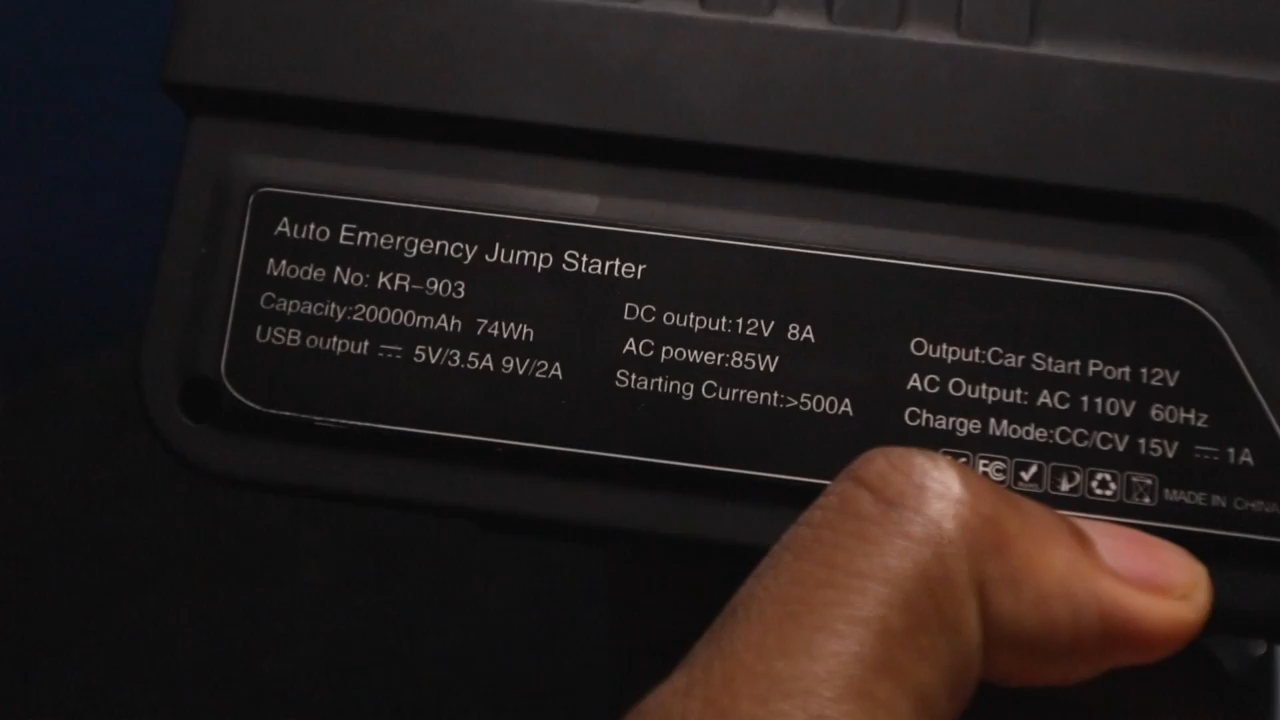 Auto Emergency Jump Starter
Mode No: KR-903
Capacity:20000mAh 74Wh
USB output ⎓ 5V/3.5A 9V/2A
DC output:12V 8A
AC power:85W
Starting Current:>500A
Output:Car Start Port 12V
AC Output: AC 110V 60Hz
Charge Mode:CC/CV 15V ⎓ 1A
FC MADE IN CHINA